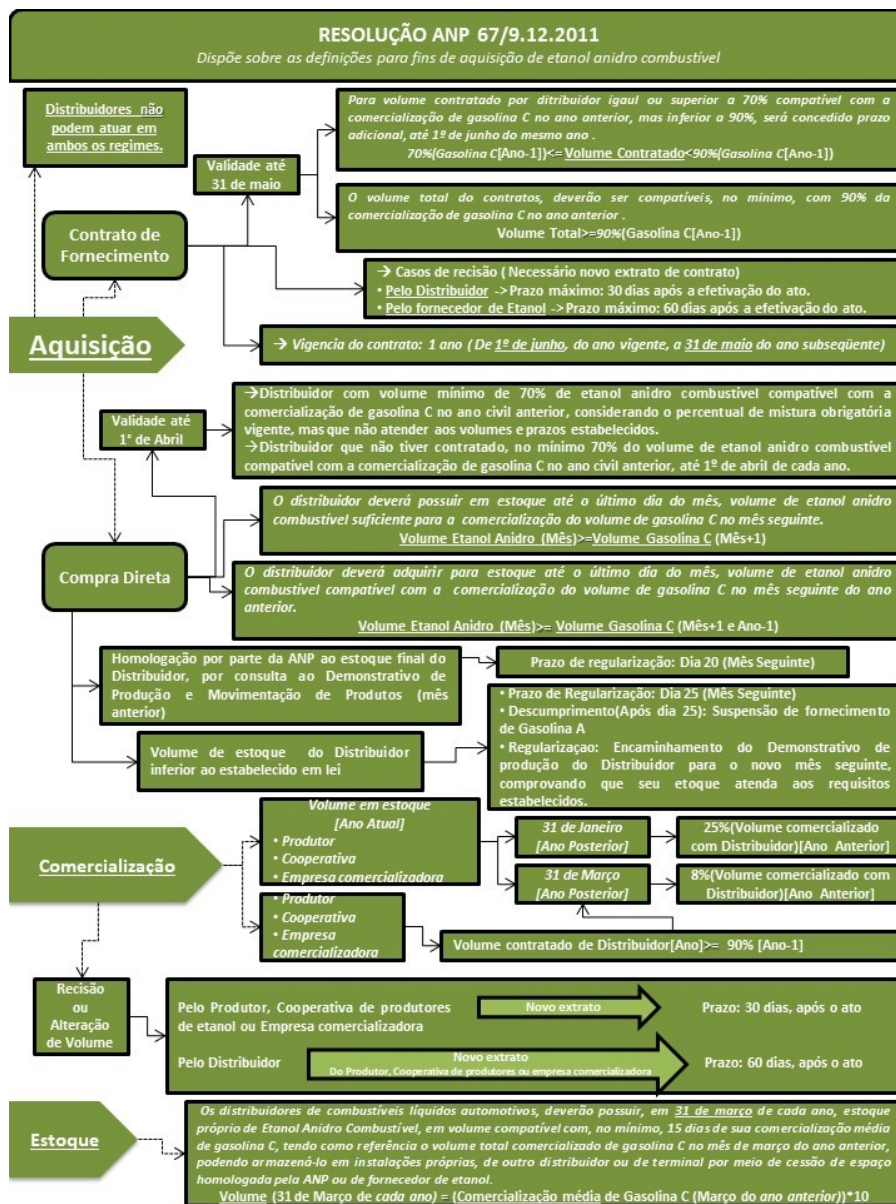 RESOLUÇÃO ANP 67/9.12.2011
Dispõe sobre as definições para fins de aquisição de etanol anidro combustível
Distribuidores não
podem atuar em
ambos os regimes.
Para volume contratado por ditribuidor igaul ou superior a 70% compatível com a
comercialização de gasolina C no ano anterior, mas inferior a 90%, será concedido prazo
adicional, até 1º de junho do mesmo ano .
70%(Gasolina C[Ano-1])<=Volume Contratado<90%(Gasolina C[Ano-1])
Validade até
31 de maio
O volume total do contratos, deverão ser compatíveis, no mínimo, com 90% da
comercialização de gasolina C no ano anterior .
Volume Total>=90%(Gasolina C[Ano-1])
Contrato de
Fornecimento
→ Casos de recisão ( Necessário novo extrato de contrato)
• Pelo Distribuidor -> Prazo máximo: 30 dias após a efetivação do ato.
• Pelo fornecedor de Etanol -> Prazo máximo: 60 dias após a efetivação do ato.
Aquisição
→ Vigencia do contrato: 1 ano ( De 1º de junho, do ano vigente, a 31 de maio do ano subseqüente)
Validade até
1° de Abril
→Distribuidor com volume mínimo de 70% de etanol anidro combustível compatível com a
comercialização de gasolina C no ano civil anterior, considerando o percentual de mistura obrigatória
vigente, mas que não atender aos volumes e prazos estabelecidos.
→Distribuidor que não tiver contratado, no mínimo 70% do volume de etanol anidro combustível
compatível com a comercialização de gasolina C no ano civil anterior, até 1º de abril de cada ano.
O distribuidor deverá possuir em estoque até o último dia do mês, volume de etanol anidro
combustível suficiente para a comercialização do volume de gasolina C no mês seguinte.
Volume Etanol Anidro (Mês)>=Volume Gasolina C (Mês+1)
Compra Direta
O distribuidor deverá adquirir para estoque até o último dia do mês, volume de etanol anidro
combustível compatível com a comercialização do volume de gasolina C no mês seguinte do ano
anterior.
Volume Etanol Anidro (Mês)>= Volume Gasolina C (Mês+1 e Ano-1)
Homologação por parte da ANP ao estoque final do
Distribuidor, por consulta ao Demonstrativo de
Produção e Movimentação de Produtos (mês
anterior)
Prazo de regularização: Dia 20 (Mês Seguinte)
Volume de estoque do Distribuidor
inferior ao estabelecido em lei
• Prazo de Regularização: Dia 25 (Mês Seguinte)
• Descumprimento(Após dia 25): Suspensão de fornecimento
de Gasolina A
• Regularizaçao: Encaminhamento do Demonstrativo de
produção do Distribuidor para o novo mês seguinte,
comprovando que seu etoque atenda aos requisitos
estabelecidos.
Comercialização
Volume em estoque
[Ano Atual]
• Produtor
• Cooperativa
• Empresa comercializadora
31 de Janeiro
[Ano Posterior]
25%(Volume comercializado
com Distribuidor)[Ano Anterior]
31 de Março
[Ano Posterior]
8%(Volume comercializado com
Distribuidor)[Ano Anterior]
• Produtor
• Cooperativa
• Empresa
comercializadora
Volume contratado de Distribuidor[Ano]>= 90% [Ano-1]
Recisão
ou
Alteração
de Volume
Pelo Produtor, Cooperativa de produtores
de etanol ou Empresa comercializadora
Novo extrato
Prazo: 30 dias, após o ato
Pelo Distribuidor
Novo extrato
Do Produtor, Cooperativa de produtores ou empresa comercializadora
Prazo: 60 dias, após o ato
Estoque
Os distribuidores de combustíveis líquidos automotivos, deverão possuir, em 31 de março de cada ano, estoque
próprio de Etanol Anidro Combustível, em volume compatível com, no mínimo, 15 dias de sua comercialização média
de gasolina C, tendo como referência o volume total comercializado de gasolina C no mês de março do ano anterior,
podendo armazená-lo em instalações próprias, de outro distribuidor ou de terminal por meio de cessão de espaço
homologada pela ANP ou de fornecedor de etanol.
Volume (31 de Março de cada ano) = (Comercialização média de Gasolina C (Março do ano anterior))*10